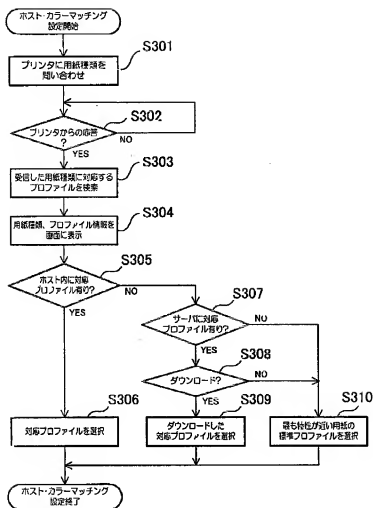 ホスト・カラーマッチング
設定開始
S301
プリンタに用紙種類を
問い合わせ
S302
プリンタからの応答
?
NO
YES
S303
受信した用紙種類に対応する
プロファイルを検索
S304
用紙種類、プロファイル情報を
画面に表示
S305
ホスト内に対応
プロファイル有り?
NO
YES
S307
サーバに対応
プロファイル有り?
NO
YES
S308
ダウンロード?
NO
YES
S306
対応プロファイルを選択
S309
ダウンロードした
対応プロファイルを選択
S310
最も特性が近い用紙の
標準プロファイルを選択
ホスト・カラーマッチング
設定終了